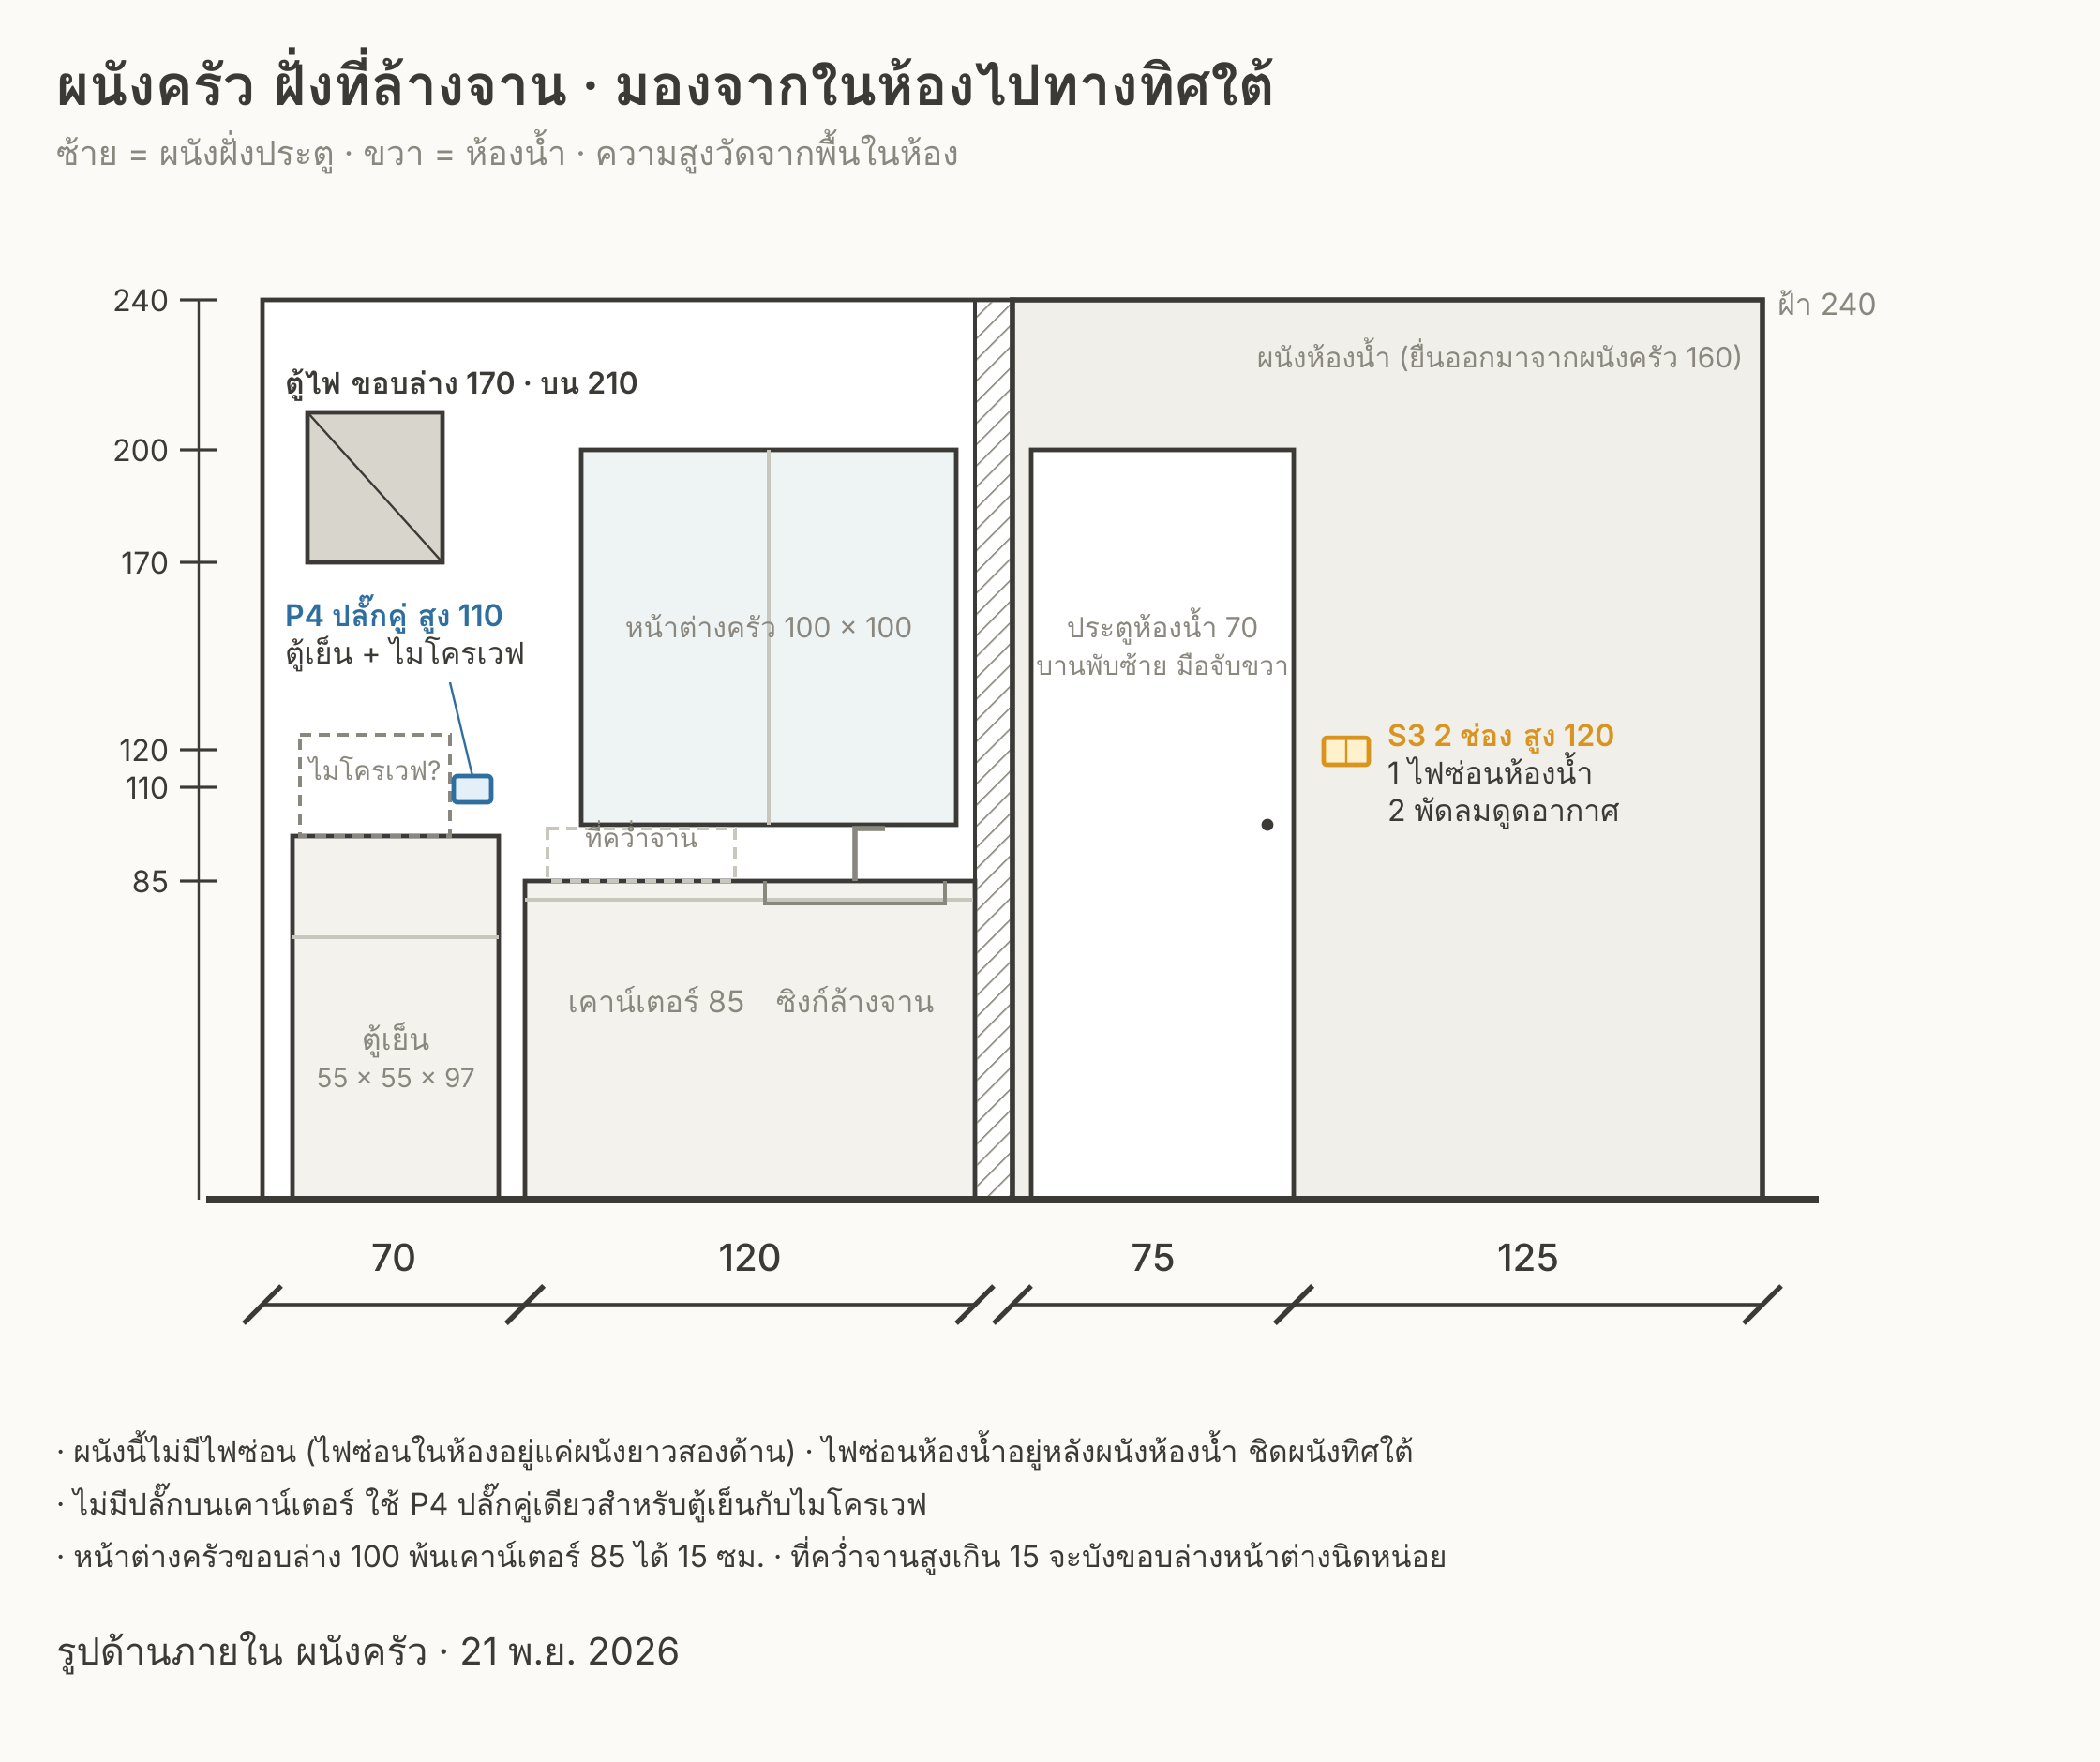 ผนังครัว ฝั่งที่ล้างจาน · มองจากในห้องไปทางทิศใต้
ซ้าย = ผนังฝั่งประตู · ขวา = ห้องน้ำ · ความสูงวัดจากพื้นในห้อง
240
ฝ้า 240
ผนังห้องน้ำ (ยื่นออกมาจากผนังครัว 160)
ตู้ไฟ ขอบล่าง 170 · บน 210
200
170
P4 ปลั๊กคู่ สูง 110
ตู้เย็น + ไมโครเวฟ
หน้าต่างครัว 100 × 100
ประตูห้องน้ำ 70
บานพับซ้าย มือจับขวา
120
110
85
ไมโครเวฟ?
S3 2 ช่อง สูง 120
1 ไฟซ่อนห้องน้ำ
2 พัดลมดูดอากาศ
ที่คว่ำจาน
เคาน์เตอร์ 85
ซิงก์ล้างจาน
ตู้เย็น
55 × 55 × 97
70
120
75
125
· ผนังนี้ไม่มีไฟซ่อน (ไฟซ่อนในห้องอยู่แค่ผนังยาวสองด้าน) · ไฟซ่อนห้องน้ำอยู่หลังผนังห้องน้ำ ชิดผนังทิศใต้
· ไม่มีปลั๊กบนเคาน์เตอร์ ใช้ P4 ปลั๊กคู่เดียวสำหรับตู้เย็นกับไมโครเวฟ
· หน้าต่างครัวขอบล่าง 100 พ้นเคาน์เตอร์ 85 ได้ 15 ซม. · ที่คว่ำจานสูงเกิน 15 จะบังขอบล่างหน้าต่างนิดหน่อย
รูปด้านภายใน ผนังครัว · 21 พ.ย. 2026